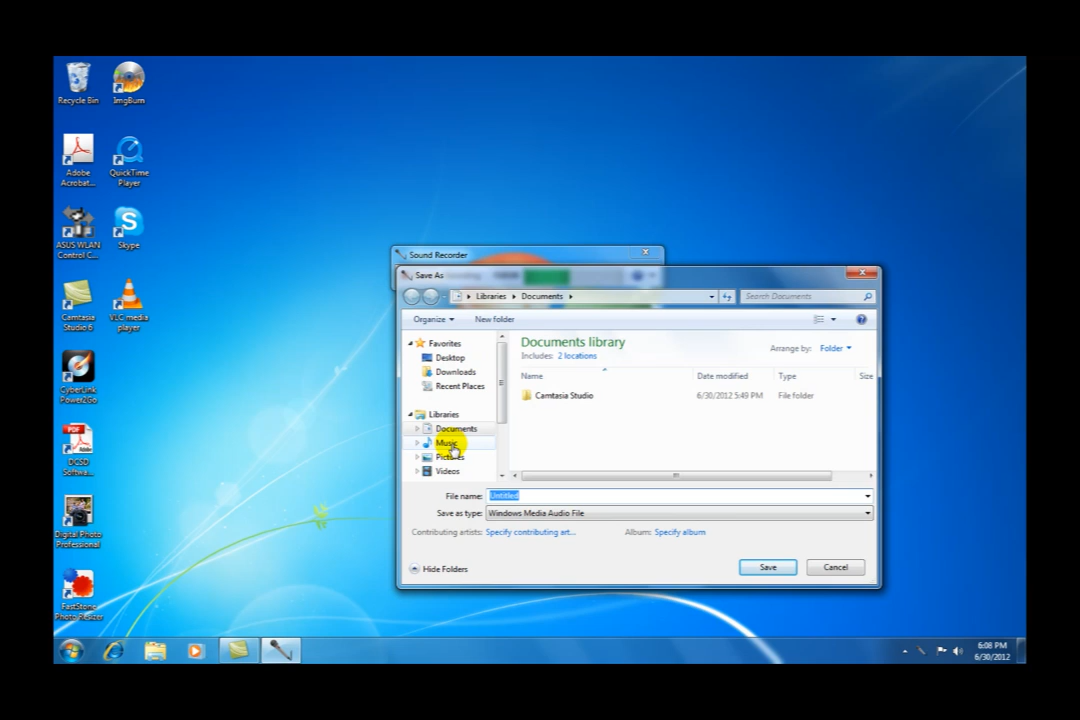 Recycle Bin
ImgBurn
Adobe
Acrobat...
QuickTime
Player
ASUS WLAN
Control C...
Skype
Camtasia
Studio 6
VLC media
player
CyberLink
Power2Go
PDF
DCSD
Softwa...
Digital Photo
Professional
FastStone
Photo Resizer
Sound Recorder
Save As
Libraries
Documents
Search Documents
Organize
New folder
Favorites
Desktop
Downloads
Recent Places
Libraries
Documents
Music
Pictures
Videos
Documents library
Includes: 2 locations
Arrange by: Folder
Name
Date modified
Type
Size
Camtasia Studio
6/30/2012 5:49 PM
File folder
File name: Untitled
Save as type: Windows Media Audio File
Contributing artists: Specify contributing art...
Album: Specify album
Hide Folders
Save
Cancel
6:08 PM
6/30/2012